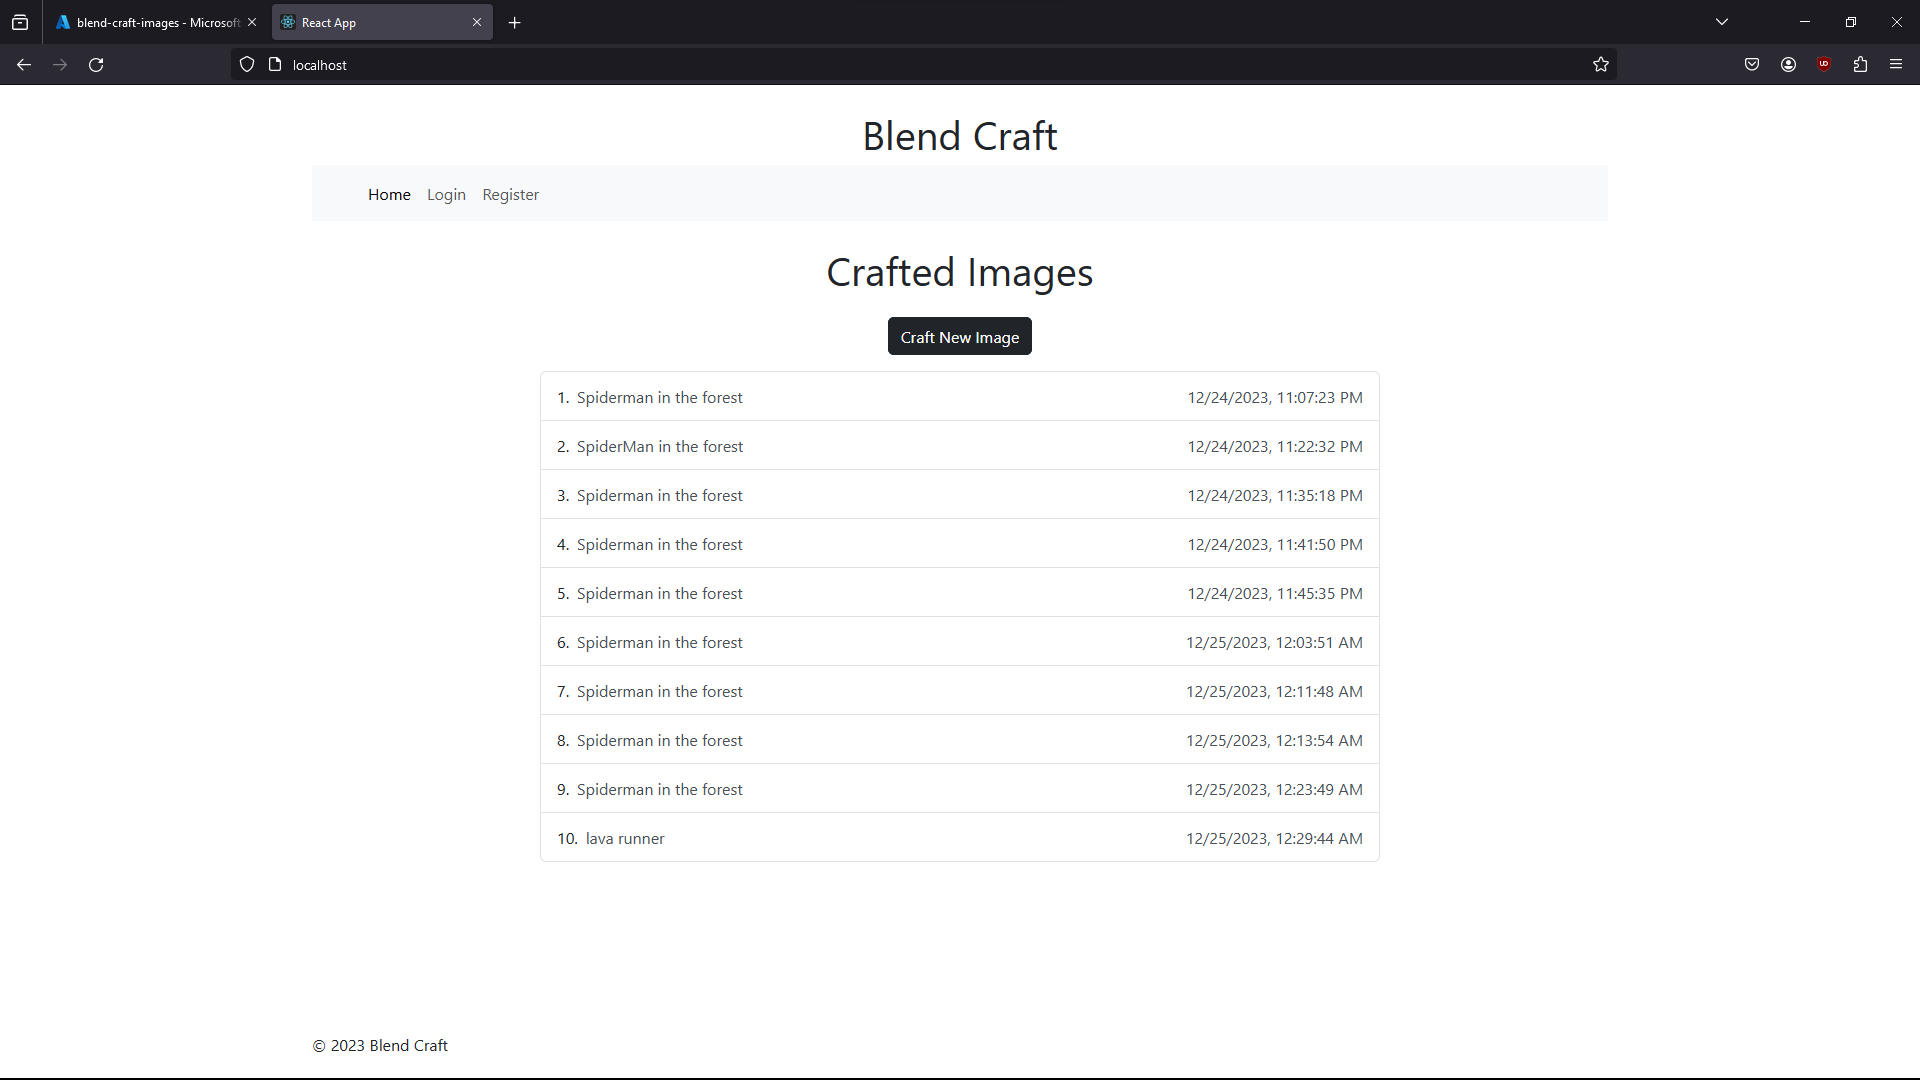 blend-craft-images - Microsoft
React App
localhost
Blend Craft
Home Login Register
Crafted Images
Craft New Image
1. Spiderman in the forest 12/24/2023, 11:07:23 PM
2. SpiderMan in the forest 12/24/2023, 11:22:32 PM
3. Spiderman in the forest 12/24/2023, 11:35:18 PM
4. Spiderman in the forest 12/24/2023, 11:41:50 PM
5. Spiderman in the forest 12/24/2023, 11:45:35 PM
6. Spiderman in the forest 12/25/2023, 12:03:51 AM
7. Spiderman in the forest 12/25/2023, 12:11:48 AM
8. Spiderman in the forest 12/25/2023, 12:13:54 AM
9. Spiderman in the forest 12/25/2023, 12:23:49 AM
10. lava runner 12/25/2023, 12:29:44 AM
© 2023 Blend Craft